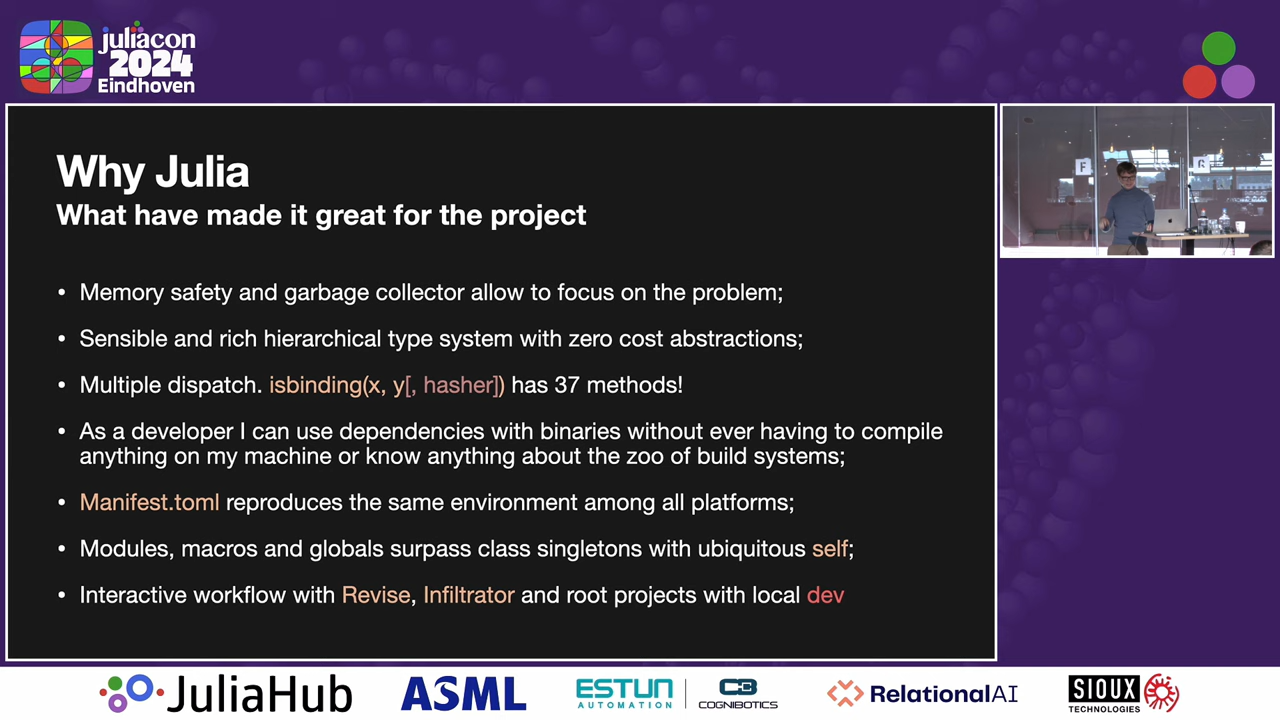 juliacon
2024
Eindhoven
Why Julia
What have made it great for the project
• Memory safety and garbage collector allow to focus on the problem;
• Sensible and rich hierarchical type system with zero cost abstractions;
• Multiple dispatch. isbinding(x, y[, hasher]) has 37 methods!
• As a developer I can use dependencies with binaries without ever having to compile
anything on my machine or know anything about the zoo of build systems;
• Manifest.toml reproduces the same environment among all platforms;
• Modules, macros and globals surpass class singletons with ubiquitous self;
• Interactive workflow with Revise, Infiltrator and root projects with local dev
F
JuliaHub
ASML
ESTUN
AUTOMATION
COGNIBOTICS
RelationalAI
SIOUX
TECHNOLOGIES